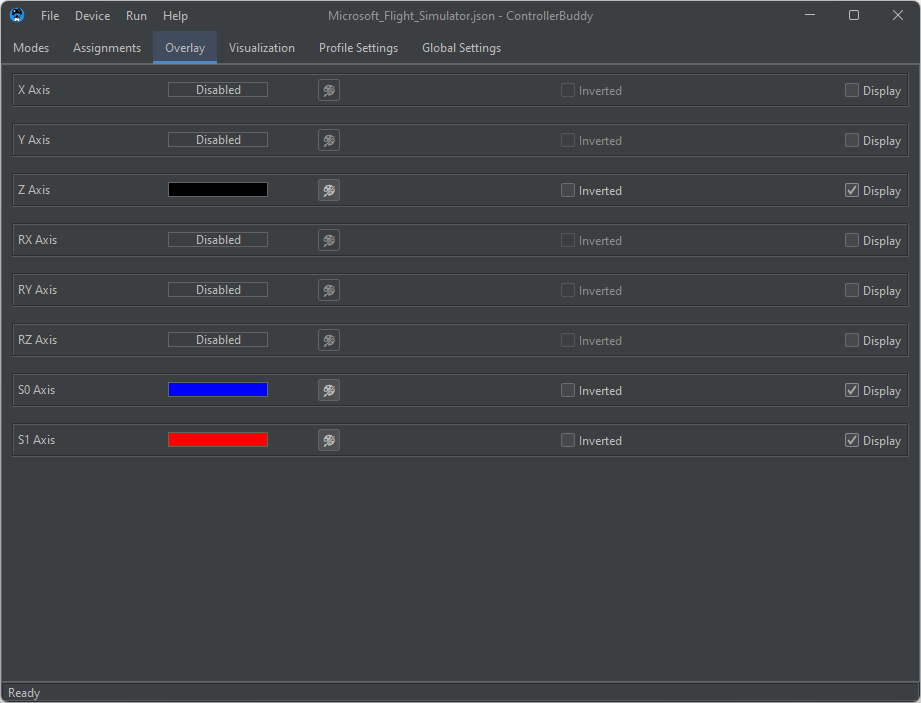 File Device Run Help Microsoft_Flight_Simulator.json - ControllerBuddy
Modes Assignments Overlay Visualization Profile Settings Global Settings
X Axis Disabled Inverted Display
Y Axis Disabled Inverted Display
Z Axis Inverted Display
RX Axis Disabled Inverted Display
RY Axis Disabled Inverted Display
RZ Axis Disabled Inverted Display
S0 Axis Inverted Display
S1 Axis Inverted Display
Ready